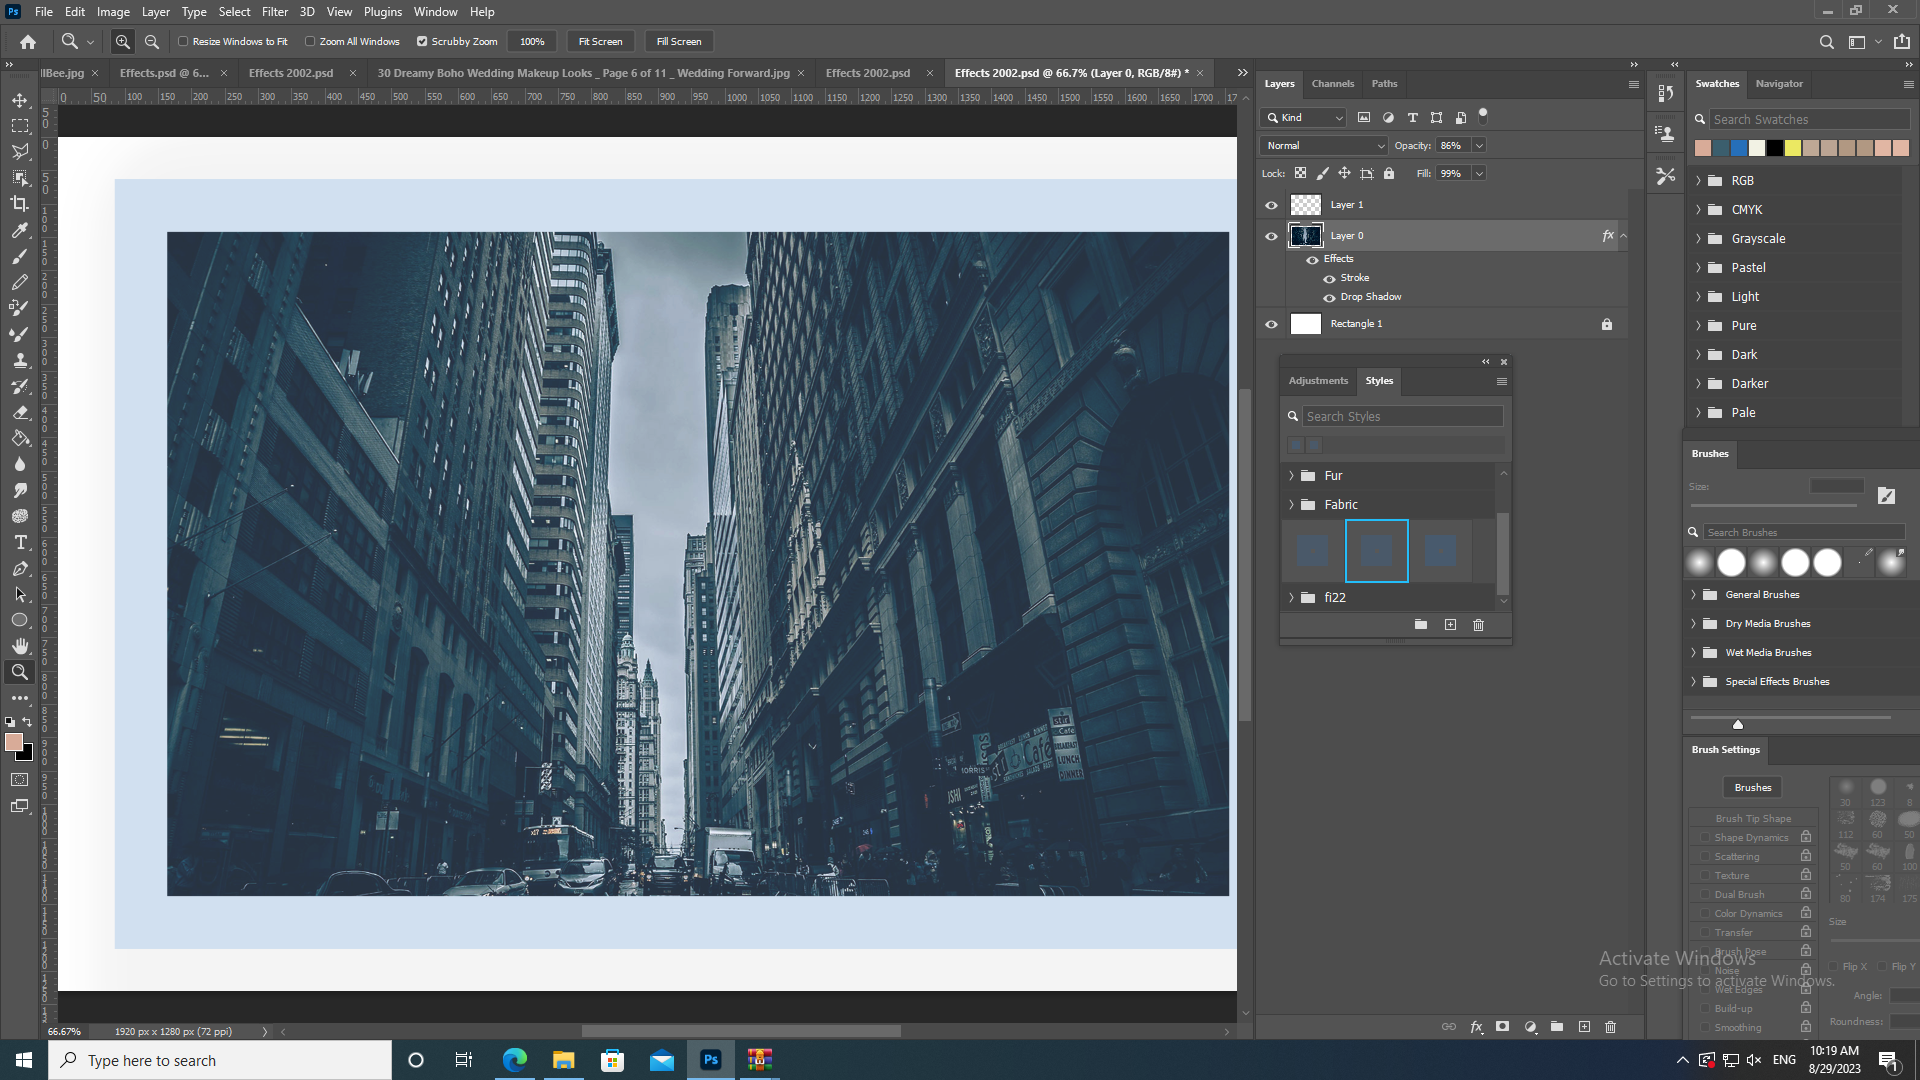 Ps File Edit Image Layer Type Select Filter 3D View Plugins Window Help
Resize Windows to Fit Zoom All Windows Scrubby Zoom 100% Fit Screen Fill Screen
llBee.jpg × Effects.psd @ 6... × Effects 2002.psd × 30 Dreamy Boho Wedding Makeup Looks _ Page 6 of 11 _ Wedding Forward.jpg × Effects 2002.psd × Effects 2002.psd @ 66.7% (Layer 0, RGB/8#) * ×
0 50 100 150 200 250 300 350 400 450 500 550 600 650 700 750 800 850 900 950 1000 1050 1100 1150 1200 1250 1300 1350 1400 1450 1500 1550 1600 1650 1700
Layers Channels Paths
Kind
Normal Opacity: 86%
Lock: Fill: 99%
Layer 1
Layer 0 fx
Effects
Stroke
Drop Shadow
Rectangle 1
Adjustments Styles
Search Styles
Fur
Fabric
fi22
Swatches Navigator
Search Swatches
RGB
CMYK
Grayscale
Pastel
Light
Pure
Dark
Darker
Pale
Brushes
Size:
Search Brushes
General Brushes
Dry Media Brushes
Wet Media Brushes
Special Effects Brushes
Brush Settings
Brushes
Brush Tip Shape
Shape Dynamics
Scattering
Texture
Dual Brush
Color Dynamics
Transfer
Brush Pose
Noise
Wet Edges
Build-up
Smoothing
30 123 8
112 60 50
50 60 100
80 174 175
Size
Flip X Flip Y
Angle:
Roundness:
Activate Windows
Go to Settings to activate Windows.
stir
Café
BREAKFAST
LUNCH
DINNER
stir Café
66.67% 1920 px x 1280 px (72 ppi)
Type here to search
Ps
ENG
10:19 AM
8/29/2023
1